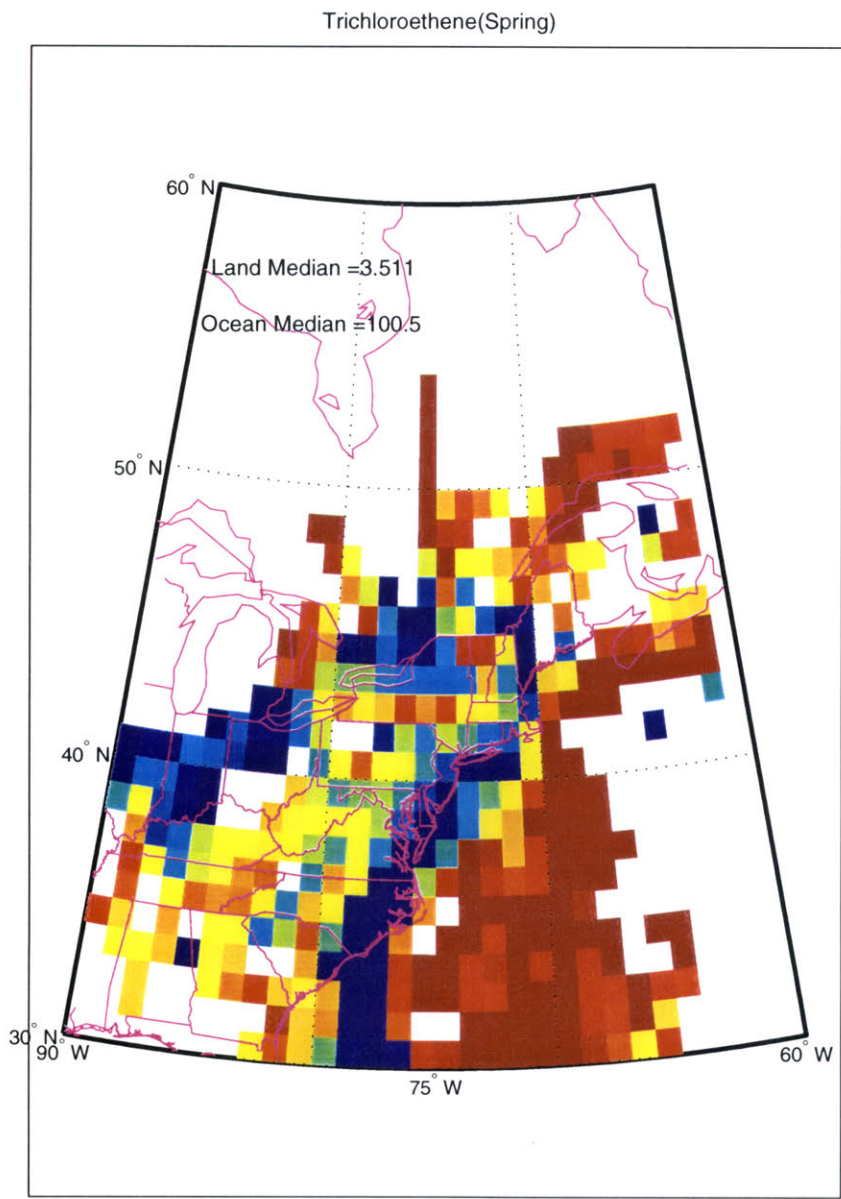 Trichloroethene(Spring)
60° N
Land Median =3.511
Ocean Median =100.5
50° N
40° N
30° N
90° W
60° W
75° W